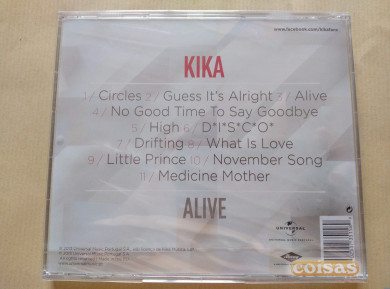 KIKA
1/ Circles 2/ Guess It's Alright 3/ Alive
4/ No Good Time To Say Goodbye
5/ High 6/ D*I*S*C*O*
7/ Drifting 8/ What Is Love
9/ Little Prince 10/ November Song
11/ Medicine Mother
ALIVE
UNIVERSAL
coisas